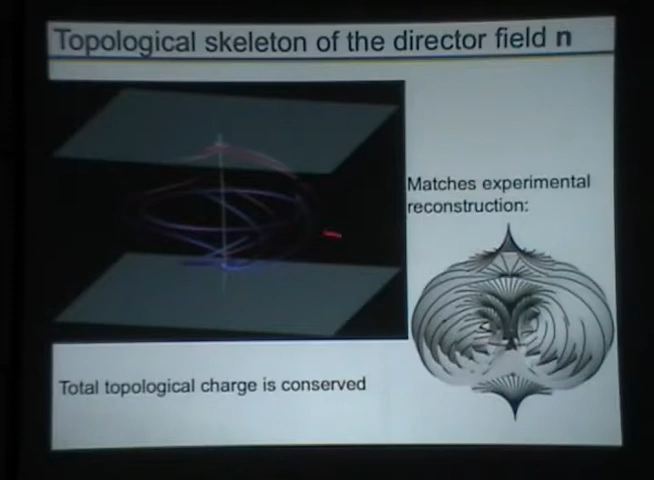 Topological skeleton of the director field n
Matches experimental
reconstruction:
Total topological charge is conserved